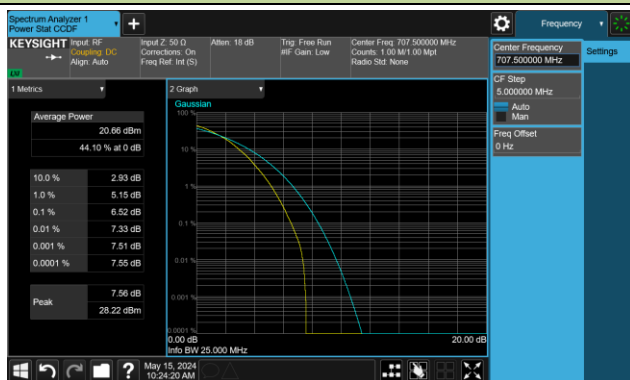 Spectrum Analyzer 1
Power Stat CCDF
Frequency
KEYSIGHT
Input: RF
Coupling: DC
Align: Auto
Input Z: 50 Ω
Corrections: On
Freq Ref: Int (S)
Atten: 18 dB
Trig: Free Run
#IF Gain: Low
Center Freq: 707.500000 MHz
Counts: 1.00 M/1.00 Mpt
Radio Std: None
LXI
Center Frequency
707.500000 MHz
Settings
CF Step
5.000000 MHz
Auto
Man
Freq Offset
0 Hz
1 Metrics
Average Power
20.66 dBm
44.10 % at 0 dB
10.0 % 2.93 dB
1.0 % 5.15 dB
0.1 % 6.52 dB
0.01 % 7.33 dB
0.001 % 7.51 dB
0.0001 % 7.55 dB
Peak
7.56 dB
28.22 dBm
2 Graph
Gaussian
100 %
10 %
1 %
0.1 %
0.01 %
0.001 %
0.0001 %
0.00 dB
20.00 dB
Info BW 25.000 MHz
?
May 15, 2024
10:24:20 AM